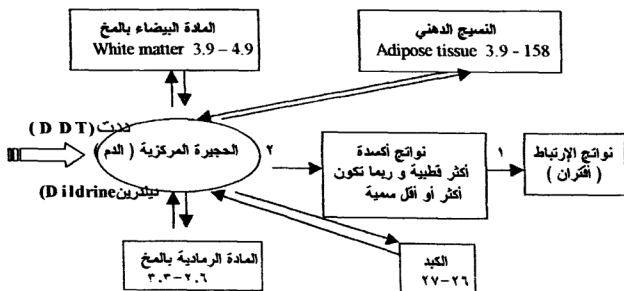 المادة البيضاء بالمخ
White matter 3.9 – 4.9
النسيج الدهني
Adipose tissue 3.9 - 158
ددت (DDT)
الحجيرة المركزية ( الدم )
ديلدرين Dildrine)
٢
نواتج أكسدة
أكثر قطبية و ربما تكون
أكثر أو أقل سمية
١
نواتج الإرتباط
( أقتران )
المادة الرمادية بالمخ
٢.٦-٣.٣
الكبد
٢٦-٢٧